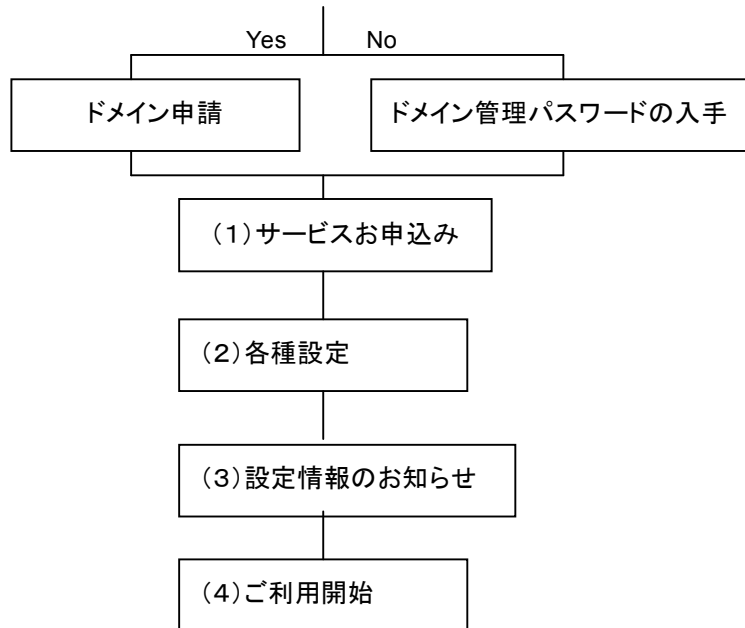 Yes No
ドメイン申請 ドメイン管理パスワードの入手
(1)サービスお申込み
(2)各種設定
(3)設定情報のお知らせ
(4)ご利用開始